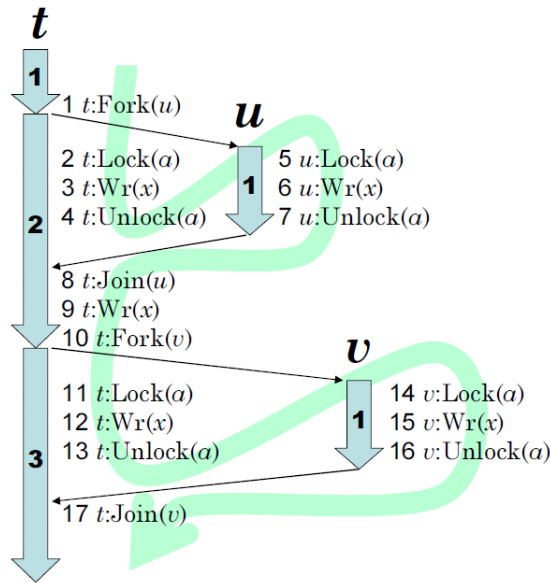 t
1
1 t:Fork(u)
u
2 t:Lock(a)
3 t:Wr(x)
4 t:Unlock(a)
2
1
5 u:Lock(a)
6 u:Wr(x)
7 u:Unlock(a)
8 t:Join(u)
9 t:Wr(x)
10 t:Fork(v)
v
11 t:Lock(a)
12 t:Wr(x)
13 t:Unlock(a)
3
1
14 v:Lock(a)
15 v:Wr(x)
16 v:Unlock(a)
17 t:Join(v)